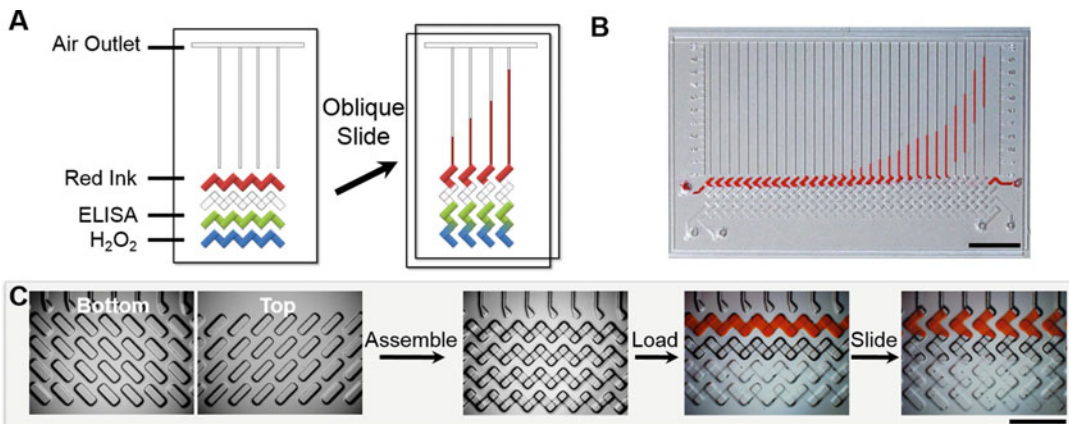 A
Air Outlet
Red Ink
ELISA
H₂O₂
Oblique
Slide
B
C
Bottom
Top
Assemble
Load
Slide